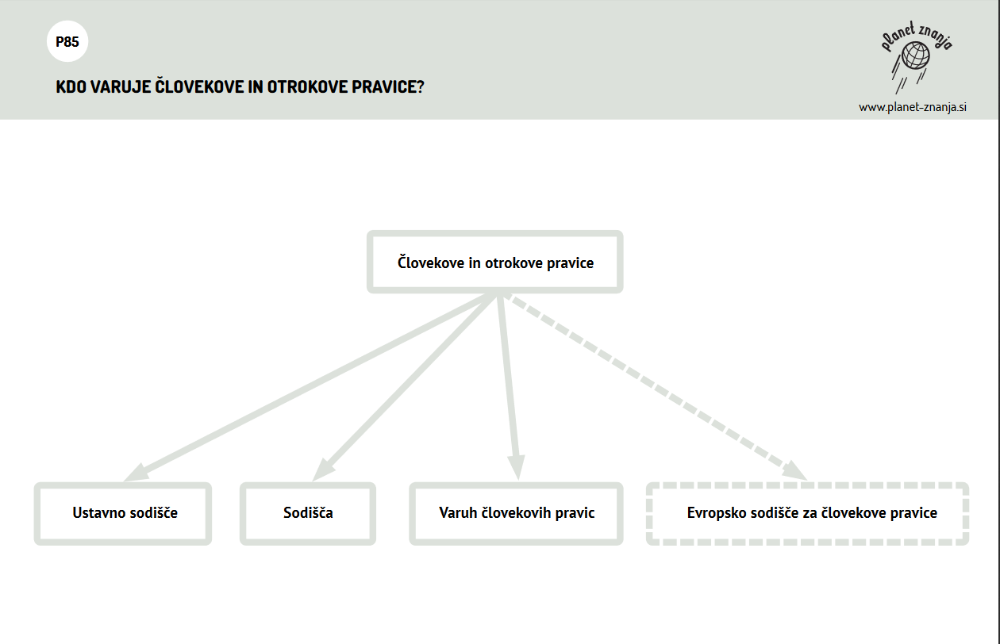 P85
planet znanja
KDO VARUJE ČLOVEKOVE IN OTROKOVE PRAVICE?
www.planet-znanja.si
Človekove in otrokove pravice
Ustavno sodišče
Sodišča
Varuh človekovih pravic
Evropsko sodišče za človekove pravice